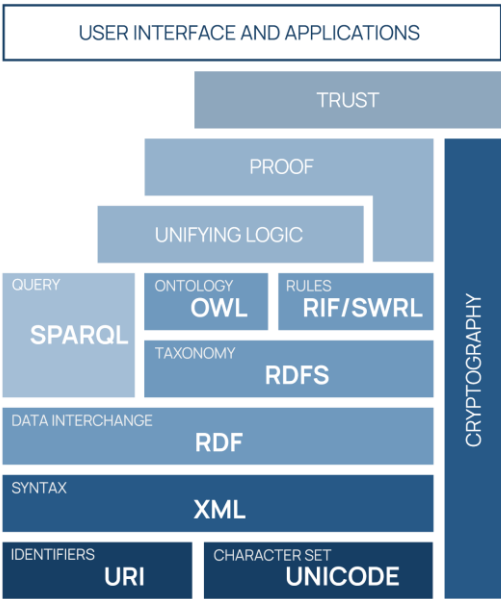 USER INTERFACE AND APPLICATIONS
TRUST
PROOF
UNIFYING LOGIC
QUERY
SPARQL
ONTOLOGY
OWL
RULES
RIF/SWRL
TAXONOMY
RDFS
DATA INTERCHANGE
RDF
SYNTAX
XML
IDENTIFIERS
URI
CHARACTER SET
UNICODE
CRYPTOGRAPHY